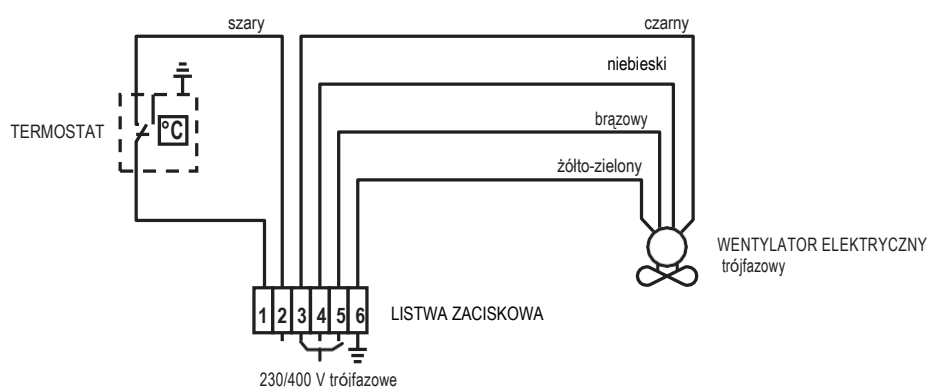 szary
czarny
niebieski
brązowy
żółto-zielony
TERMOSTAT
°C
WENTYLATOR ELEKTRYCZNY
trójfazowy
1 2 3 4 5 6
LISTWA ZACISKOWA
230/400 V trójfazowe